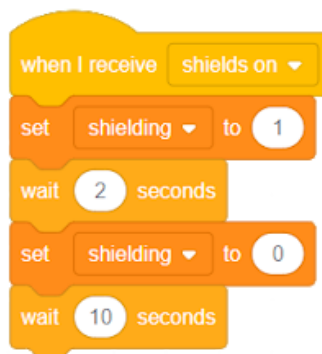 when I receive shields on
set shielding to 1
wait 2 seconds
set shielding to 0
wait 10 seconds